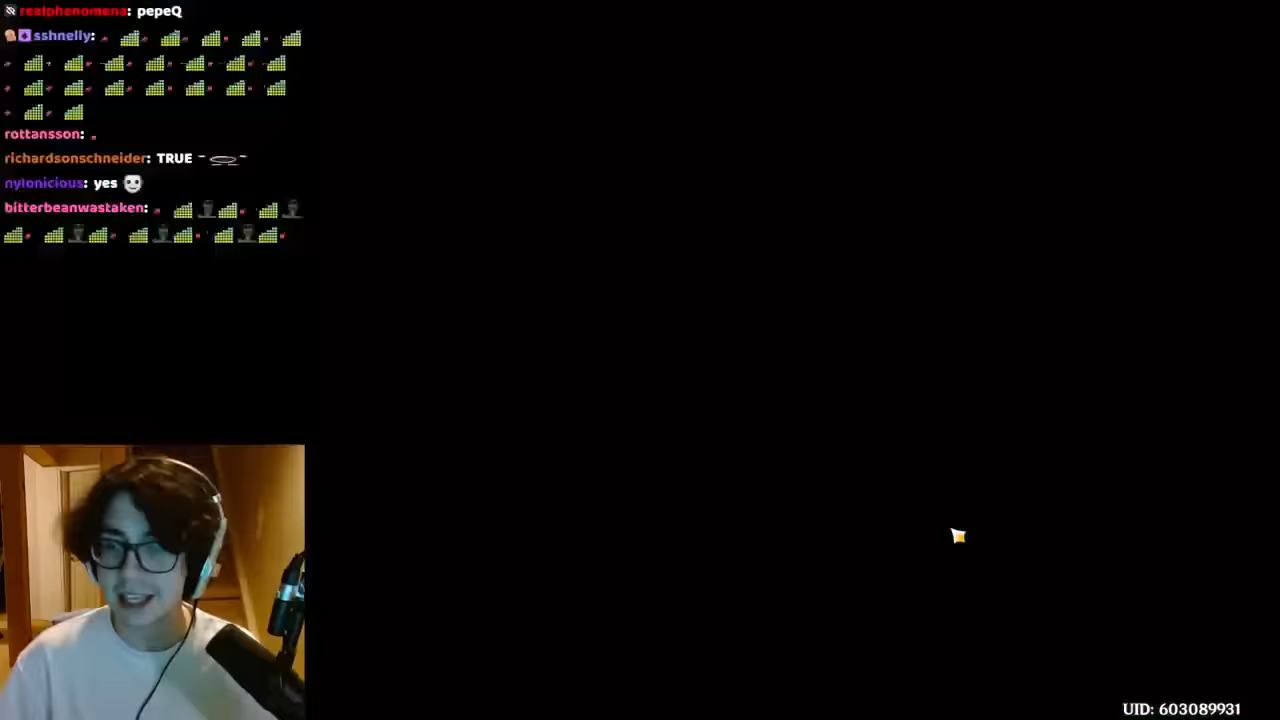 realphenomena: pepeQ
sshnelly:
rottansson:
richardsonschneider: TRUE
nylonicious: yes
bitterbeanwastaken:
UID: 603089931